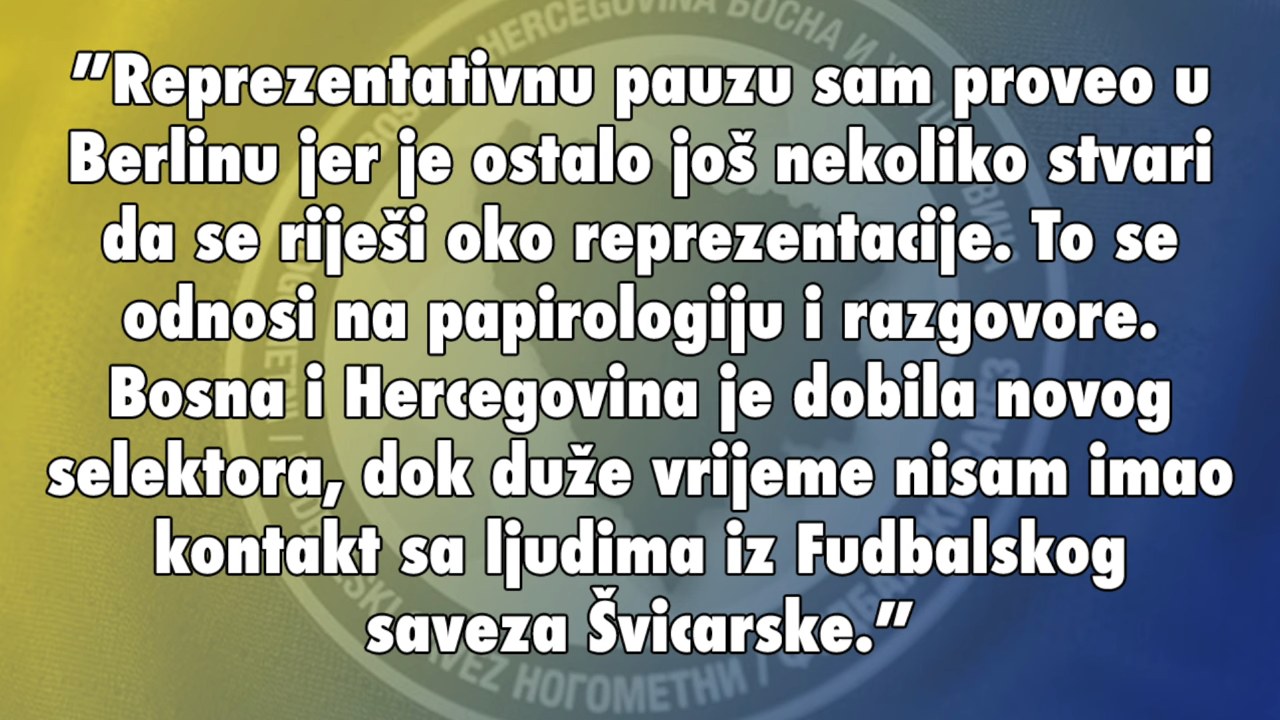 "Reprezentativnu pauzu sam proveo u
Berlinu jer je ostalo još nekoliko stvari
da se riješi oko reprezentacije. To se
odnosi na papirologiju i razgovore.
Bosna i Hercegovina je dobila novog
selektora, dok duže vrijeme nisam imao
kontakt sa ljudima iz Fudbalskog
saveza Švicarske."